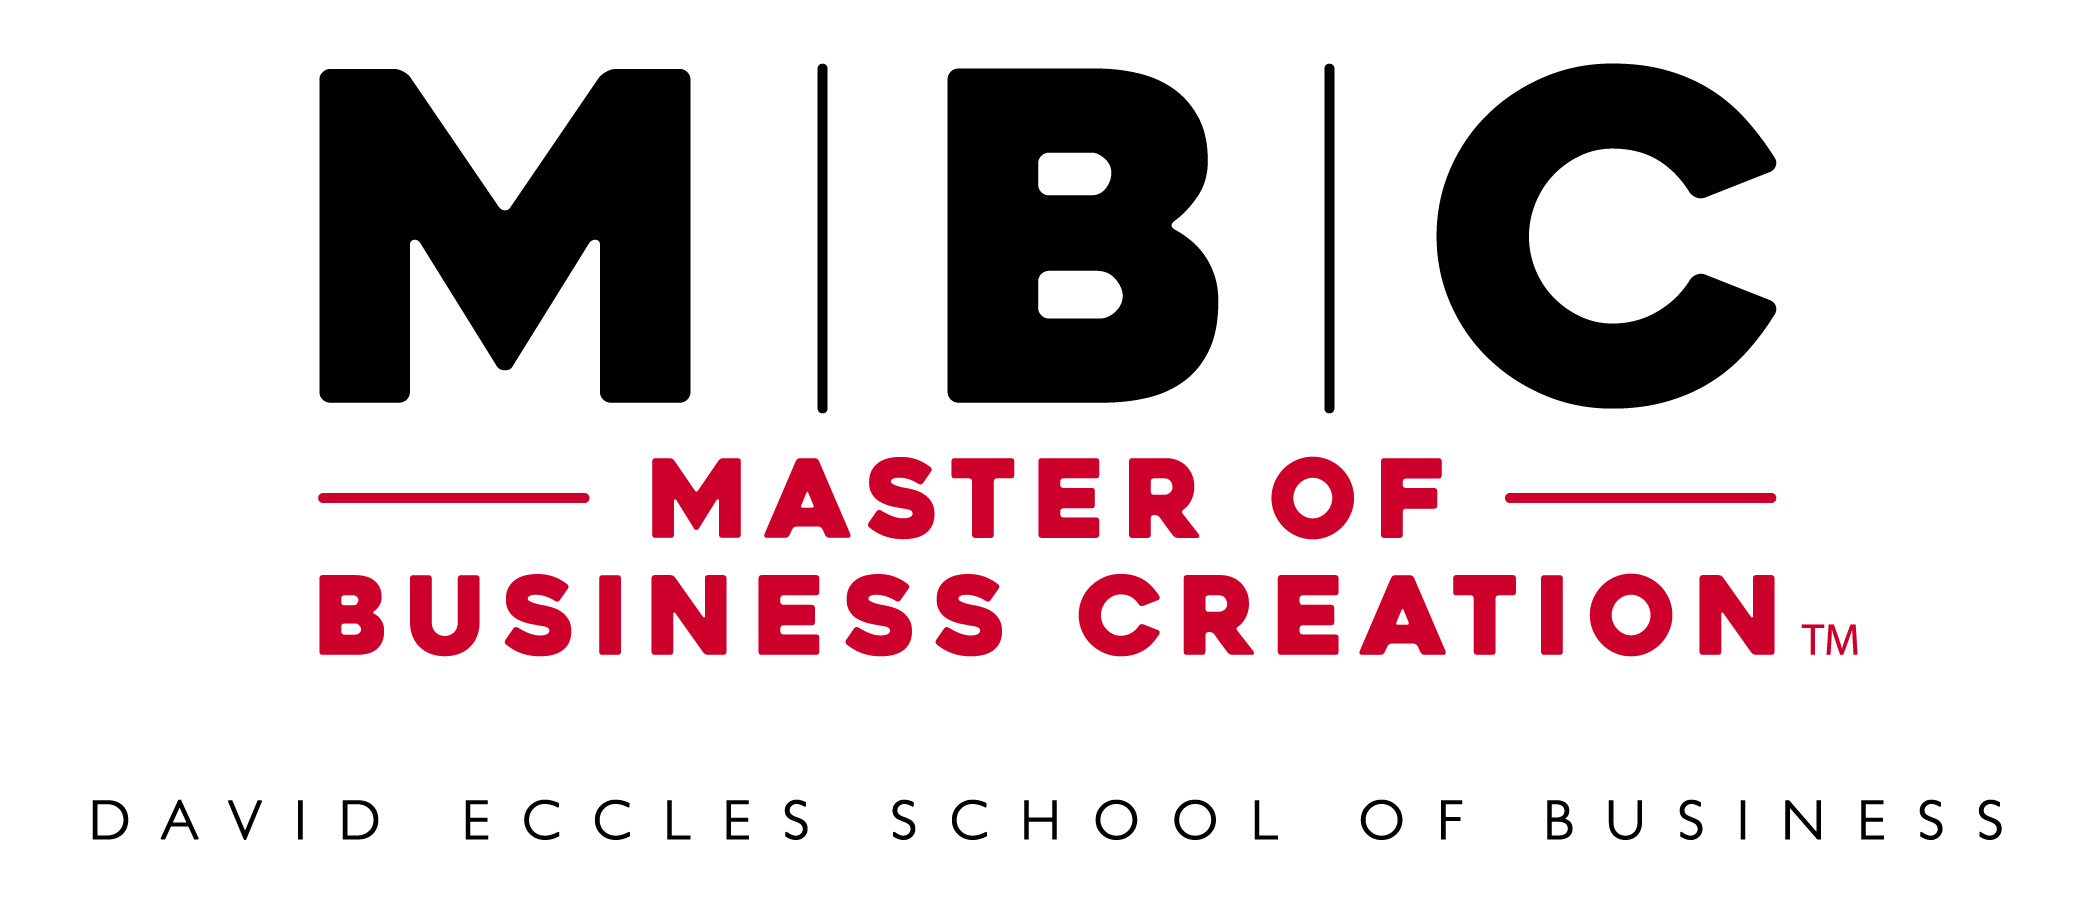 M|B|C
MASTER OF
BUSINESS CREATION™
DAVID ECCLES SCHOOL OF BUSINESS